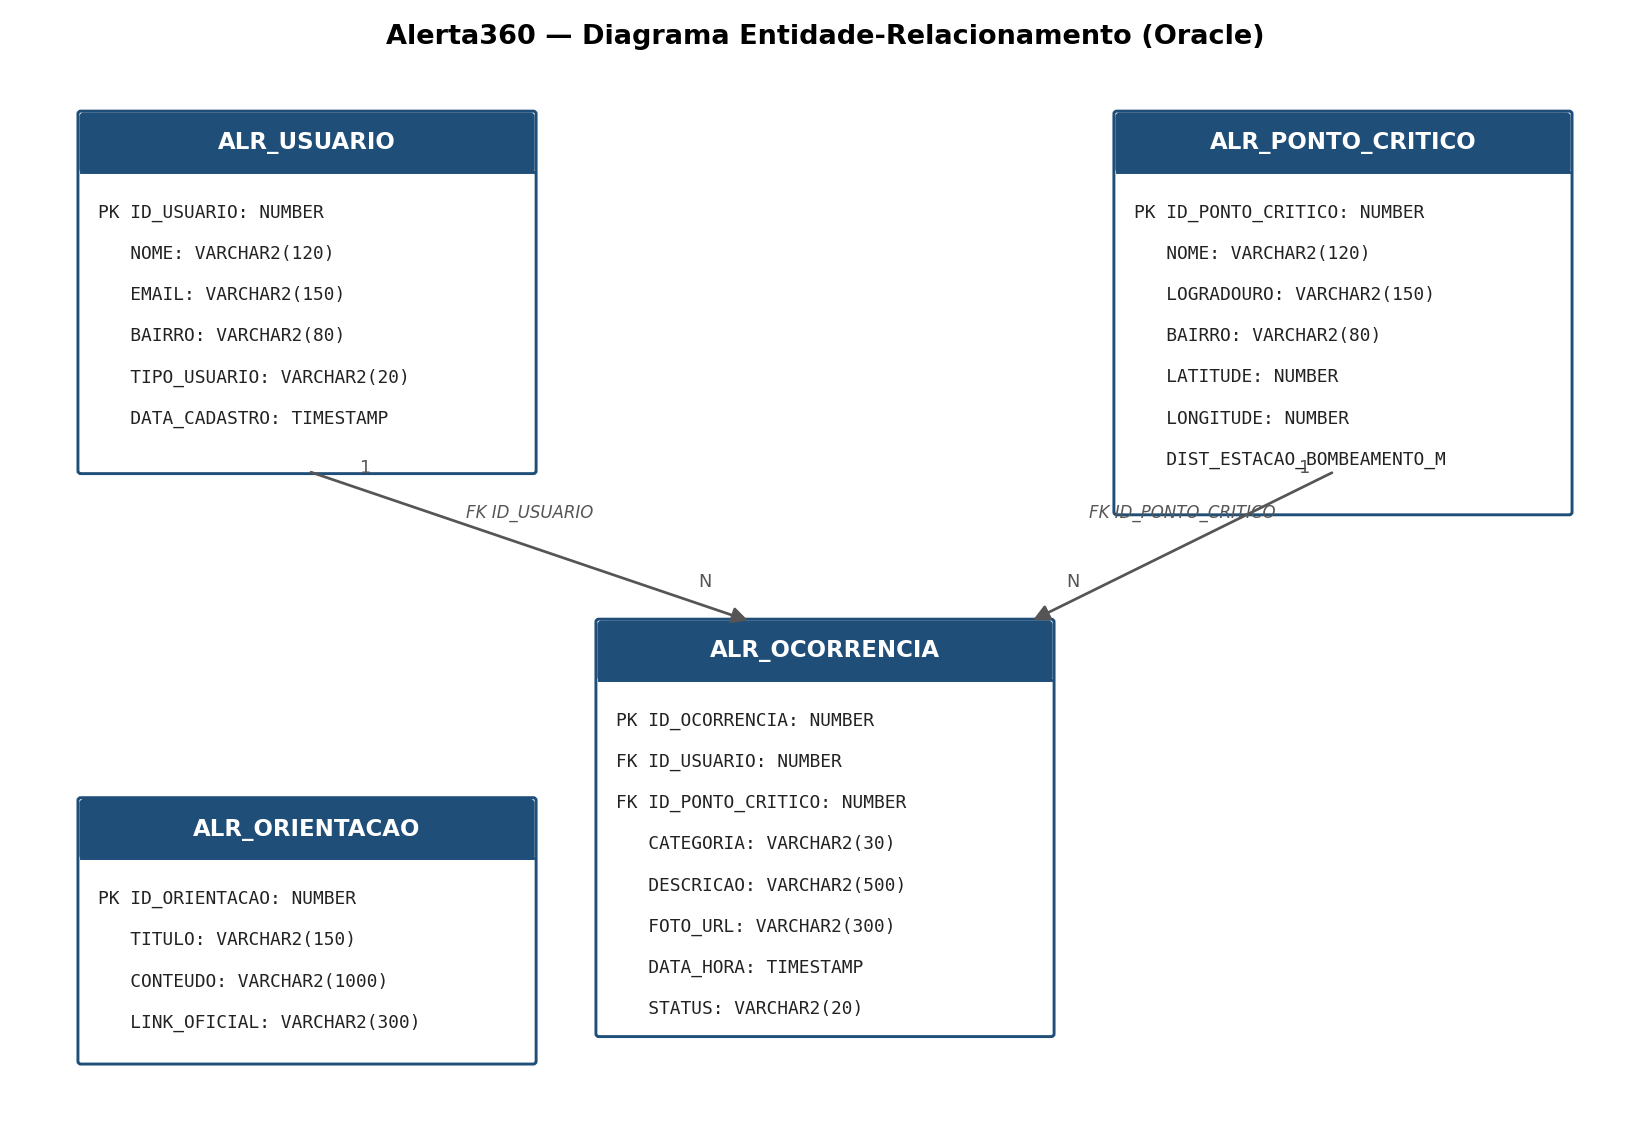 Alerta360 — Diagrama Entidade-Relacionamento (Oracle)
ALR_USUARIO
PK ID_USUARIO: NUMBER
NOME: VARCHAR2(120)
EMAIL: VARCHAR2(150)
BAIRRO: VARCHAR2(80)
TIPO_USUARIO: VARCHAR2(20)
DATA_CADASTRO: TIMESTAMP
ALR_PONTO_CRITICO
PK ID_PONTO_CRITICO: NUMBER
NOME: VARCHAR2(120)
LOGRADOURO: VARCHAR2(150)
BAIRRO: VARCHAR2(80)
LATITUDE: NUMBER
LONGITUDE: NUMBER
DIST_ESTACAO_BOMBEAMENTO_M
1
FK ID_USUARIO
N
1
FK ID_PONTO_CRITICO
N
ALR_OCORRENCIA
PK ID_OCORRENCIA: NUMBER
FK ID_USUARIO: NUMBER
FK ID_PONTO_CRITICO: NUMBER
CATEGORIA: VARCHAR2(30)
DESCRICAO: VARCHAR2(500)
FOTO_URL: VARCHAR2(300)
DATA_HORA: TIMESTAMP
STATUS: VARCHAR2(20)
ALR_ORIENTACAO
PK ID_ORIENTACAO: NUMBER
TITULO: VARCHAR2(150)
CONTEUDO: VARCHAR2(1000)
LINK_OFICIAL: VARCHAR2(300)